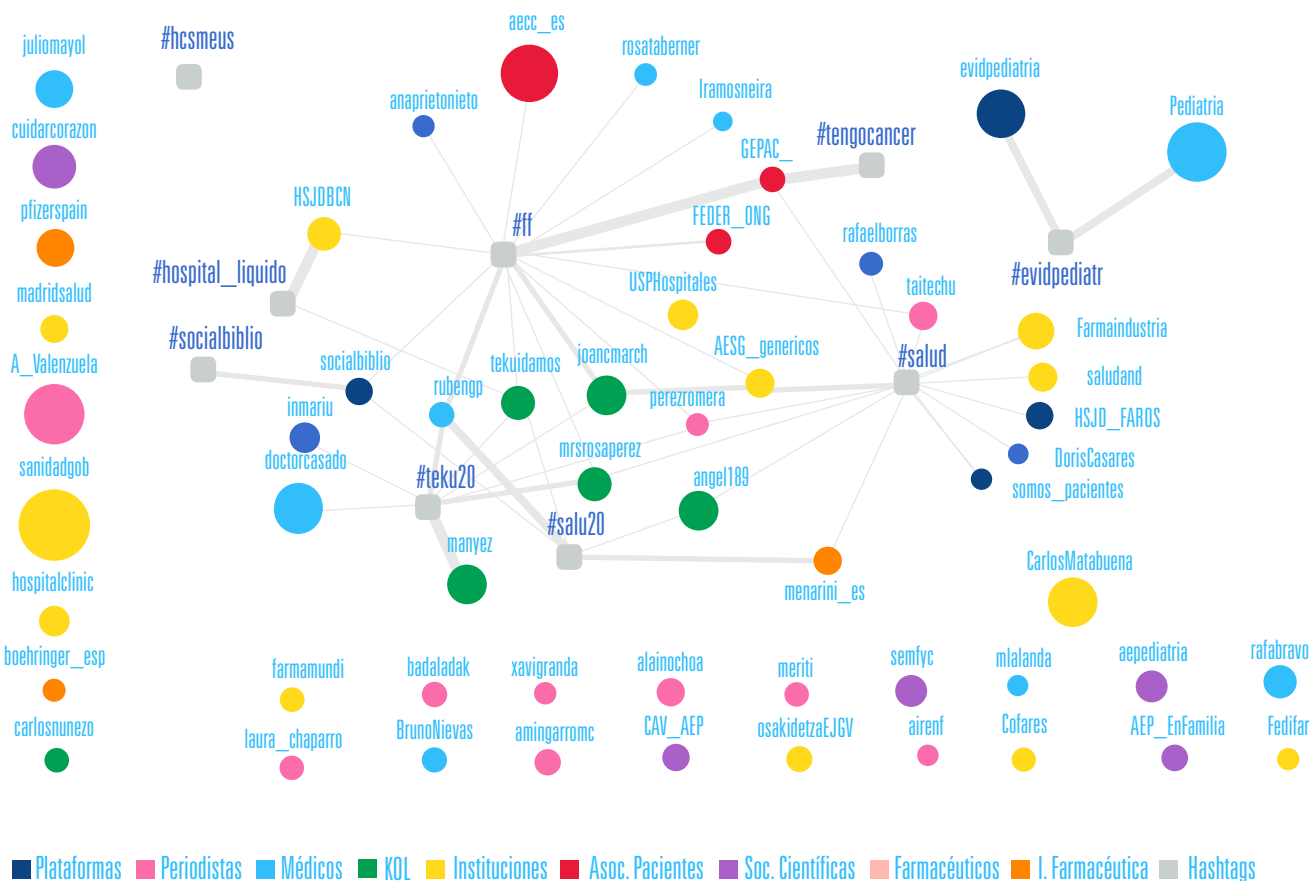 juliomayol
#hcsmeus
aecc_es
rosataberner
anaprietonieto
lramosneira
evidpediatria
Pediatria
cuidarcorazon
#tengocancer
GEPAC_
pfizerspain
HSJDBCN
#ff
FEDER_ONG
rafaelborras
#hospital_liquido
#evidpediatr
madridsalud
USPHospitales
taitechu
#socialbiblio
Farmaindustria
A_Valenzuela
socialbiblio
tekuidamos
joancmarch
AESG_genericos
#salud
saludand
rubengp
perezromera
inmariu
HSJD_FAROS
sanidadgob
doctorcasado
mrsrosaperez
DorisCasares
#teku20
angel189
somos_pacientes
#salu20
manyez
hospitalclinic
menarini_es
CarlosMatabuena
boehringer_esp
farmamundi
badaladak
xavigranda
alainochoa
meriti
semfyc
mlalanda
aepediatria
rafabravo
carlosnunezo
laura_chaparro
BrunoNievas
amingarromc
CAV_AEP
osakidetzaEJGV
airenf
Cofares
AEP_EnFamilia
Fedifar
Plataformas
Periodistas
Médicos
KOL
Instituciones
Asoc. Pacientes
Soc. Científicas
Farmacéuticos
I. Farmacéutica
Hashtags